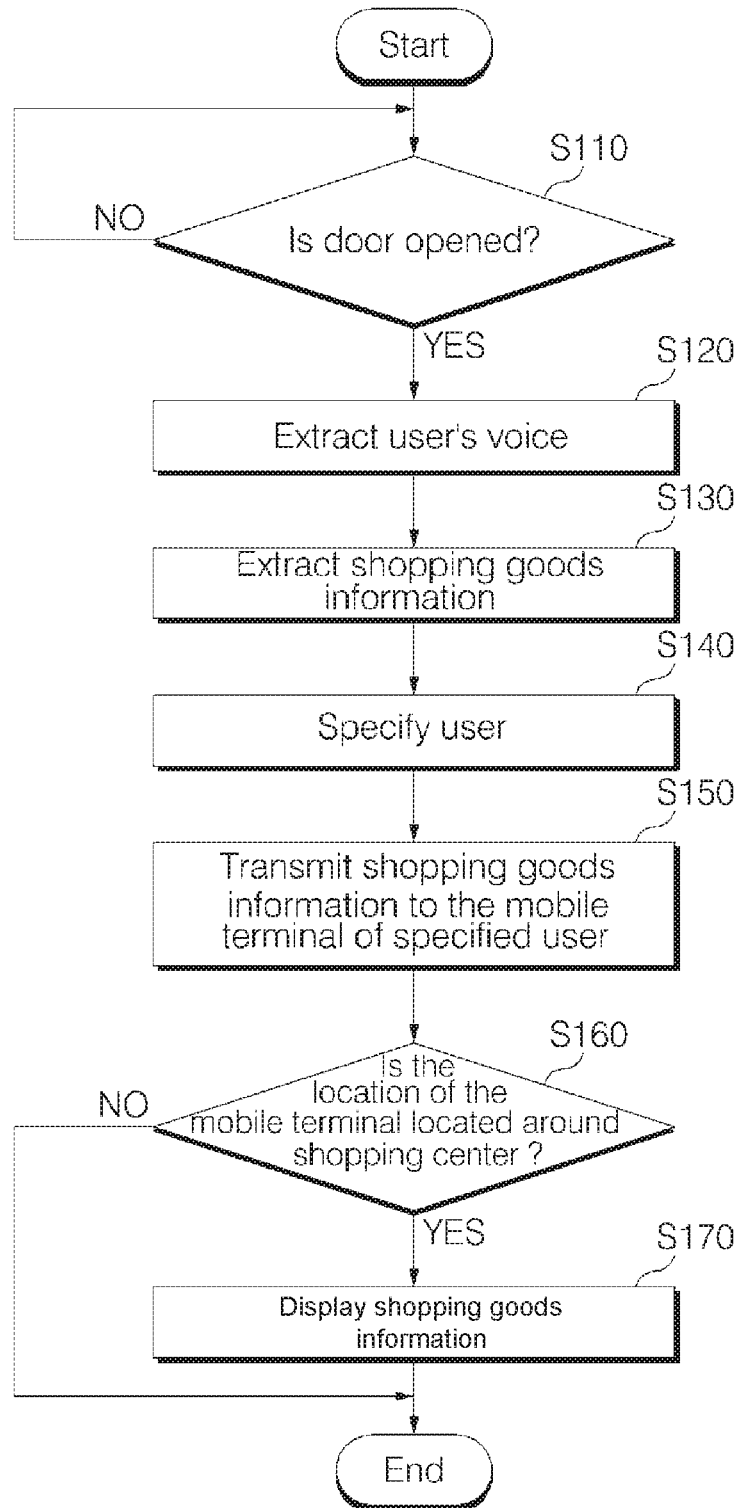 Start
S110
NO
Is door opened?
YES
S120
Extract user's voice
S130
Extract shopping goods
information
S140
Specify user
S150
Transmit shopping goods
information to the mobile
terminal of specified user
S160
NO
Is the
location of the
mobile terminal located around
shopping center ?
YES
S170
Display shopping goods
information
End